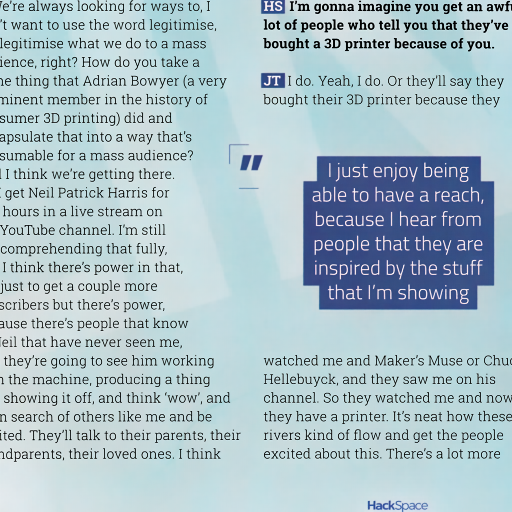 e're always looking for ways to, I
't want to use the word legitimise,
legitimise what we do to a mass
ience, right? How do you take a
ne thing that Adrian Bowyer (a very
minent member in the history of
sumer 3D printing) did and
apsulate that into a way that's
sumable for a mass audience?
I think we're getting there.
get Neil Patrick Harris for
hours in a live stream on
YouTube channel. I'm still
comprehending that fully,
I think there's power in that,
just to get a couple more
scribers but there's power,
ause there's people that know
Neil that have never seen me,
they're going to see him working
n the machine, producing a thing
showing it off, and think 'wow', and
n search of others like me and be
ited. They'll talk to their parents, their
ndparents, their loved ones. I think
HS I'm gonna imagine you get an awf
lot of people who tell you that they've
bought a 3D printer because of you.
JT I do. Yeah, I do. Or they'll say they
bought their 3D printer because they
"
I just enjoy being
able to have a reach,
because I hear from
people that they are
inspired by the stuff
that I'm showing
watched me and Maker's Muse or Chu
Hellebuyck, and they saw me on his
channel. So they watched me and now
they have a printer. It's neat how these
rivers kind of flow and get the people
excited about this. There's a lot more
HackSpace